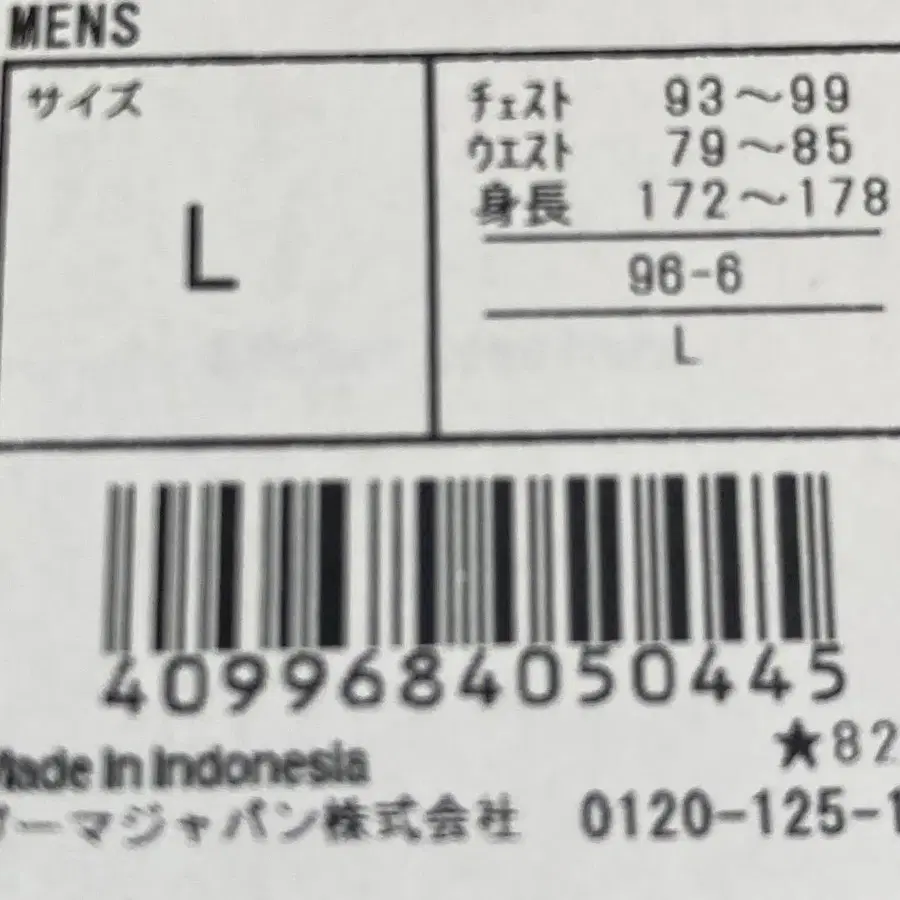 MENS
サイズ
L
チェスト 93~99
ウエスト 79~85
身長 172~178
96-6
L
4099684050445
★82
Made in Indonesia
ーマジャパン株式会社 0120-125-1